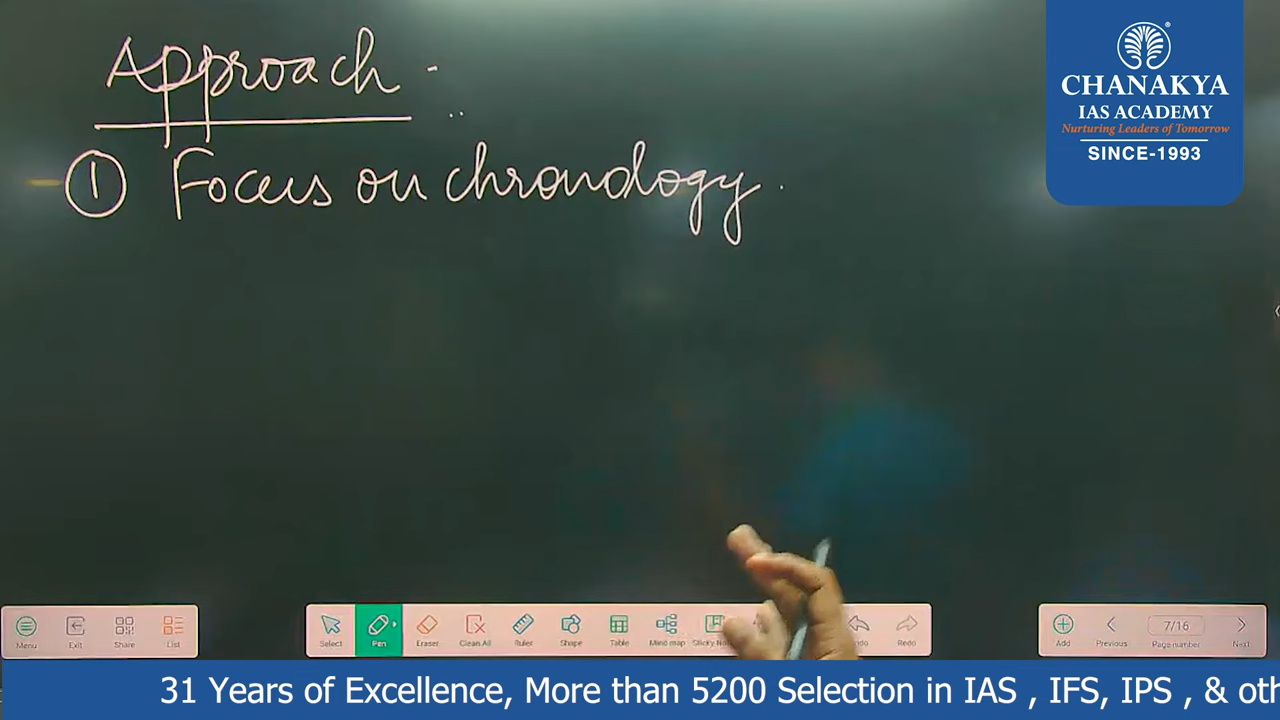 Approach :
① Focus on chronology.
CHANAKYA
IAS ACADEMY
Nurturing Leaders of Tomorrow
SINCE-1993
Menu
Exit
Share
List
Select
Pen
Eraser
Clean All
Ruler
Shape
Table
Mind map
Sticky
Undo
Redo
Add
Previous
7/16
Page number
Next
31 Years of Excellence, More than 5200 Selection in IAS , IFS, IPS , & oth